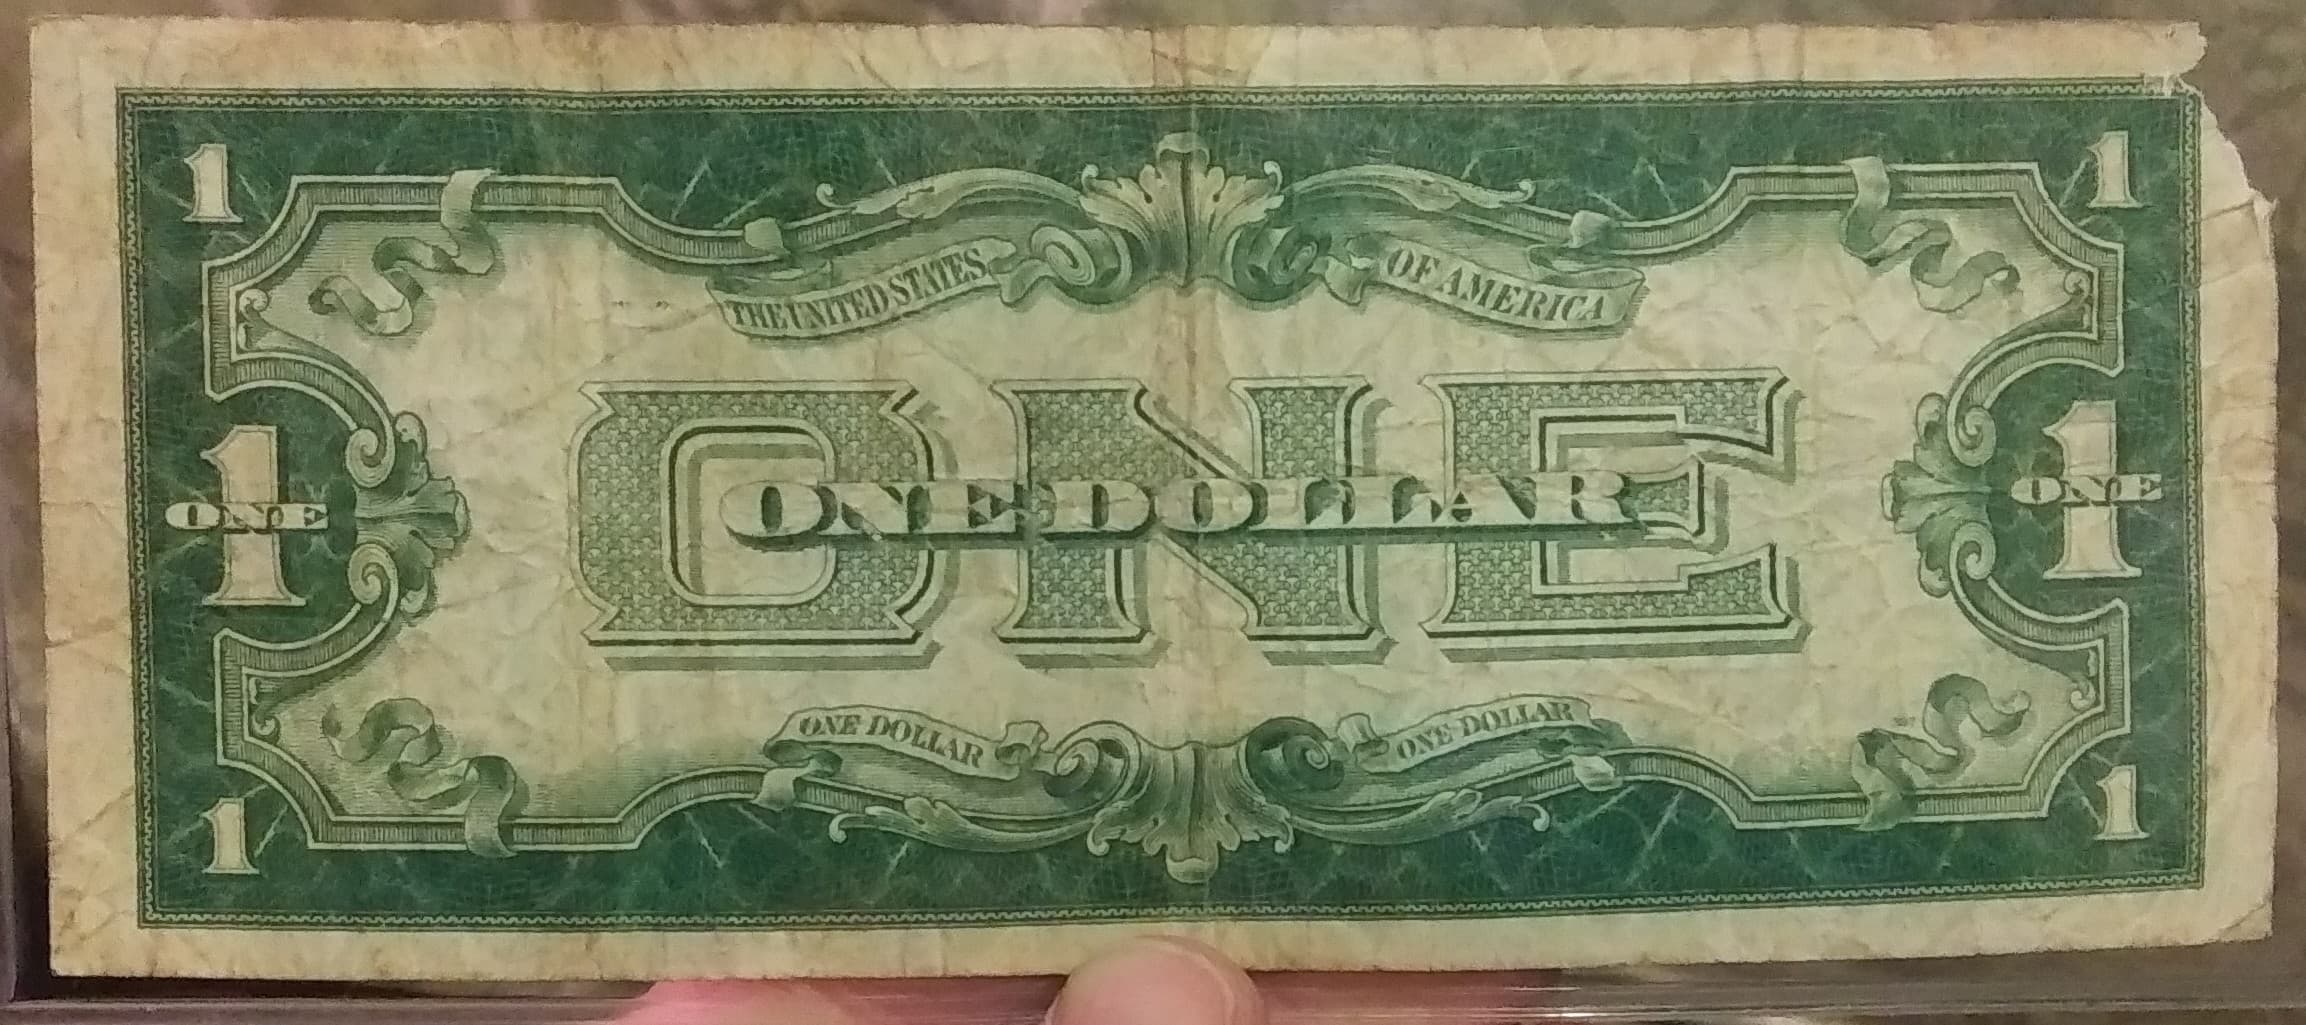 1 1
THE UNITED STATES OF AMERICA
ONE
1 ONE ONE DOLLAR 1 ONE
ONE DOLLAR ONE DOLLAR
1 1